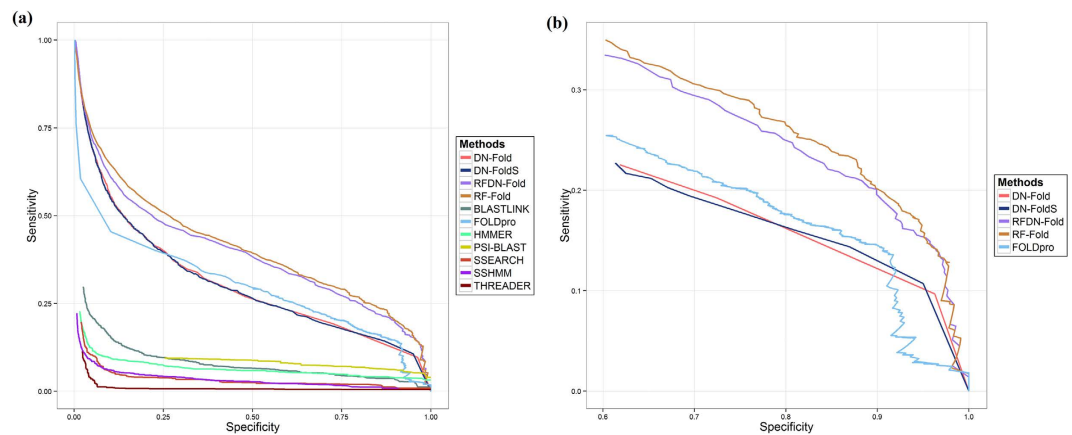 (a)
1.00
0.75
0.50
0.25
0.00
Sensitivity
0.00 0.25 0.50 0.75 1.00
Specificity
Methods
DN-Fold
DN-FoldS
RFDN-Fold
RF-Fold
BLASTLINK
FOLDpro
HMMER
PSI-BLAST
SSEARCH
SSHMM
THREADER
(b)
0.3
0.2
0.1
0.0
Sensitivity
0.6 0.7 0.8 0.9 1.0
Specificity
Methods
DN-Fold
DN-FoldS
RFDN-Fold
RF-Fold
FOLDpro